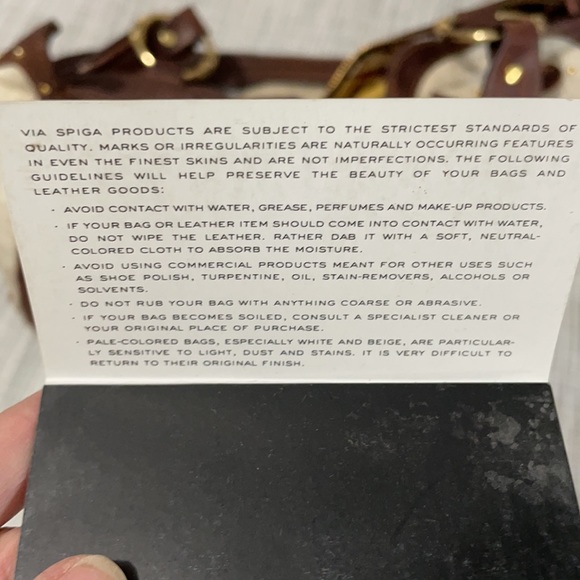 VIA SPIGA PRODUCTS ARE SUBJECT TO THE STRICTEST STANDARDS OF
QUALITY. MARKS OR IRREGULARITIES ARE NATURALLY OCCURRING FEATURES
IN EVEN THE FINEST SKINS AND ARE NOT IMPERFECTIONS. THE FOLLOWING
GUIDELINES WILL HELP PRESERVE THE BEAUTY OF YOUR BAGS AND
LEATHER GOODS:
· AVOID CONTACT WITH WATER, GREASE, PERFUMES AND MAKE-UP PRODUCTS.
· IF YOUR BAG OR LEATHER ITEM SHOULD COME INTO CONTACT WITH WATER,
DO NOT WIPE THE LEATHER. RATHER DAB IT WITH A SOFT, NEUTRAL-
COLORED CLOTH TO ABSORB THE MOISTURE.
· AVOID USING COMMERCIAL PRODUCTS MEANT FOR OTHER USES SUCH
AS SHOE POLISH, TURPENTINE, OIL, STAIN-REMOVERS, ALCOHOLS OR
SOLVENTS.
· DO NOT RUB YOUR BAG WITH ANYTHING COARSE OR ABRASIVE.
· IF YOUR BAG BECOMES SOILED, CONSULT A SPECIALIST CLEANER OR
YOUR ORIGINAL PLACE OF PURCHASE.
· PALE-COLORED BAGS, ESPECIALLY WHITE AND BEIGE, ARE PARTICULAR-
LY SENSITIVE TO LIGHT, DUST AND STAINS. IT IS VERY DIFFICULT TO
RETURN TO THEIR ORIGINAL FINISH.